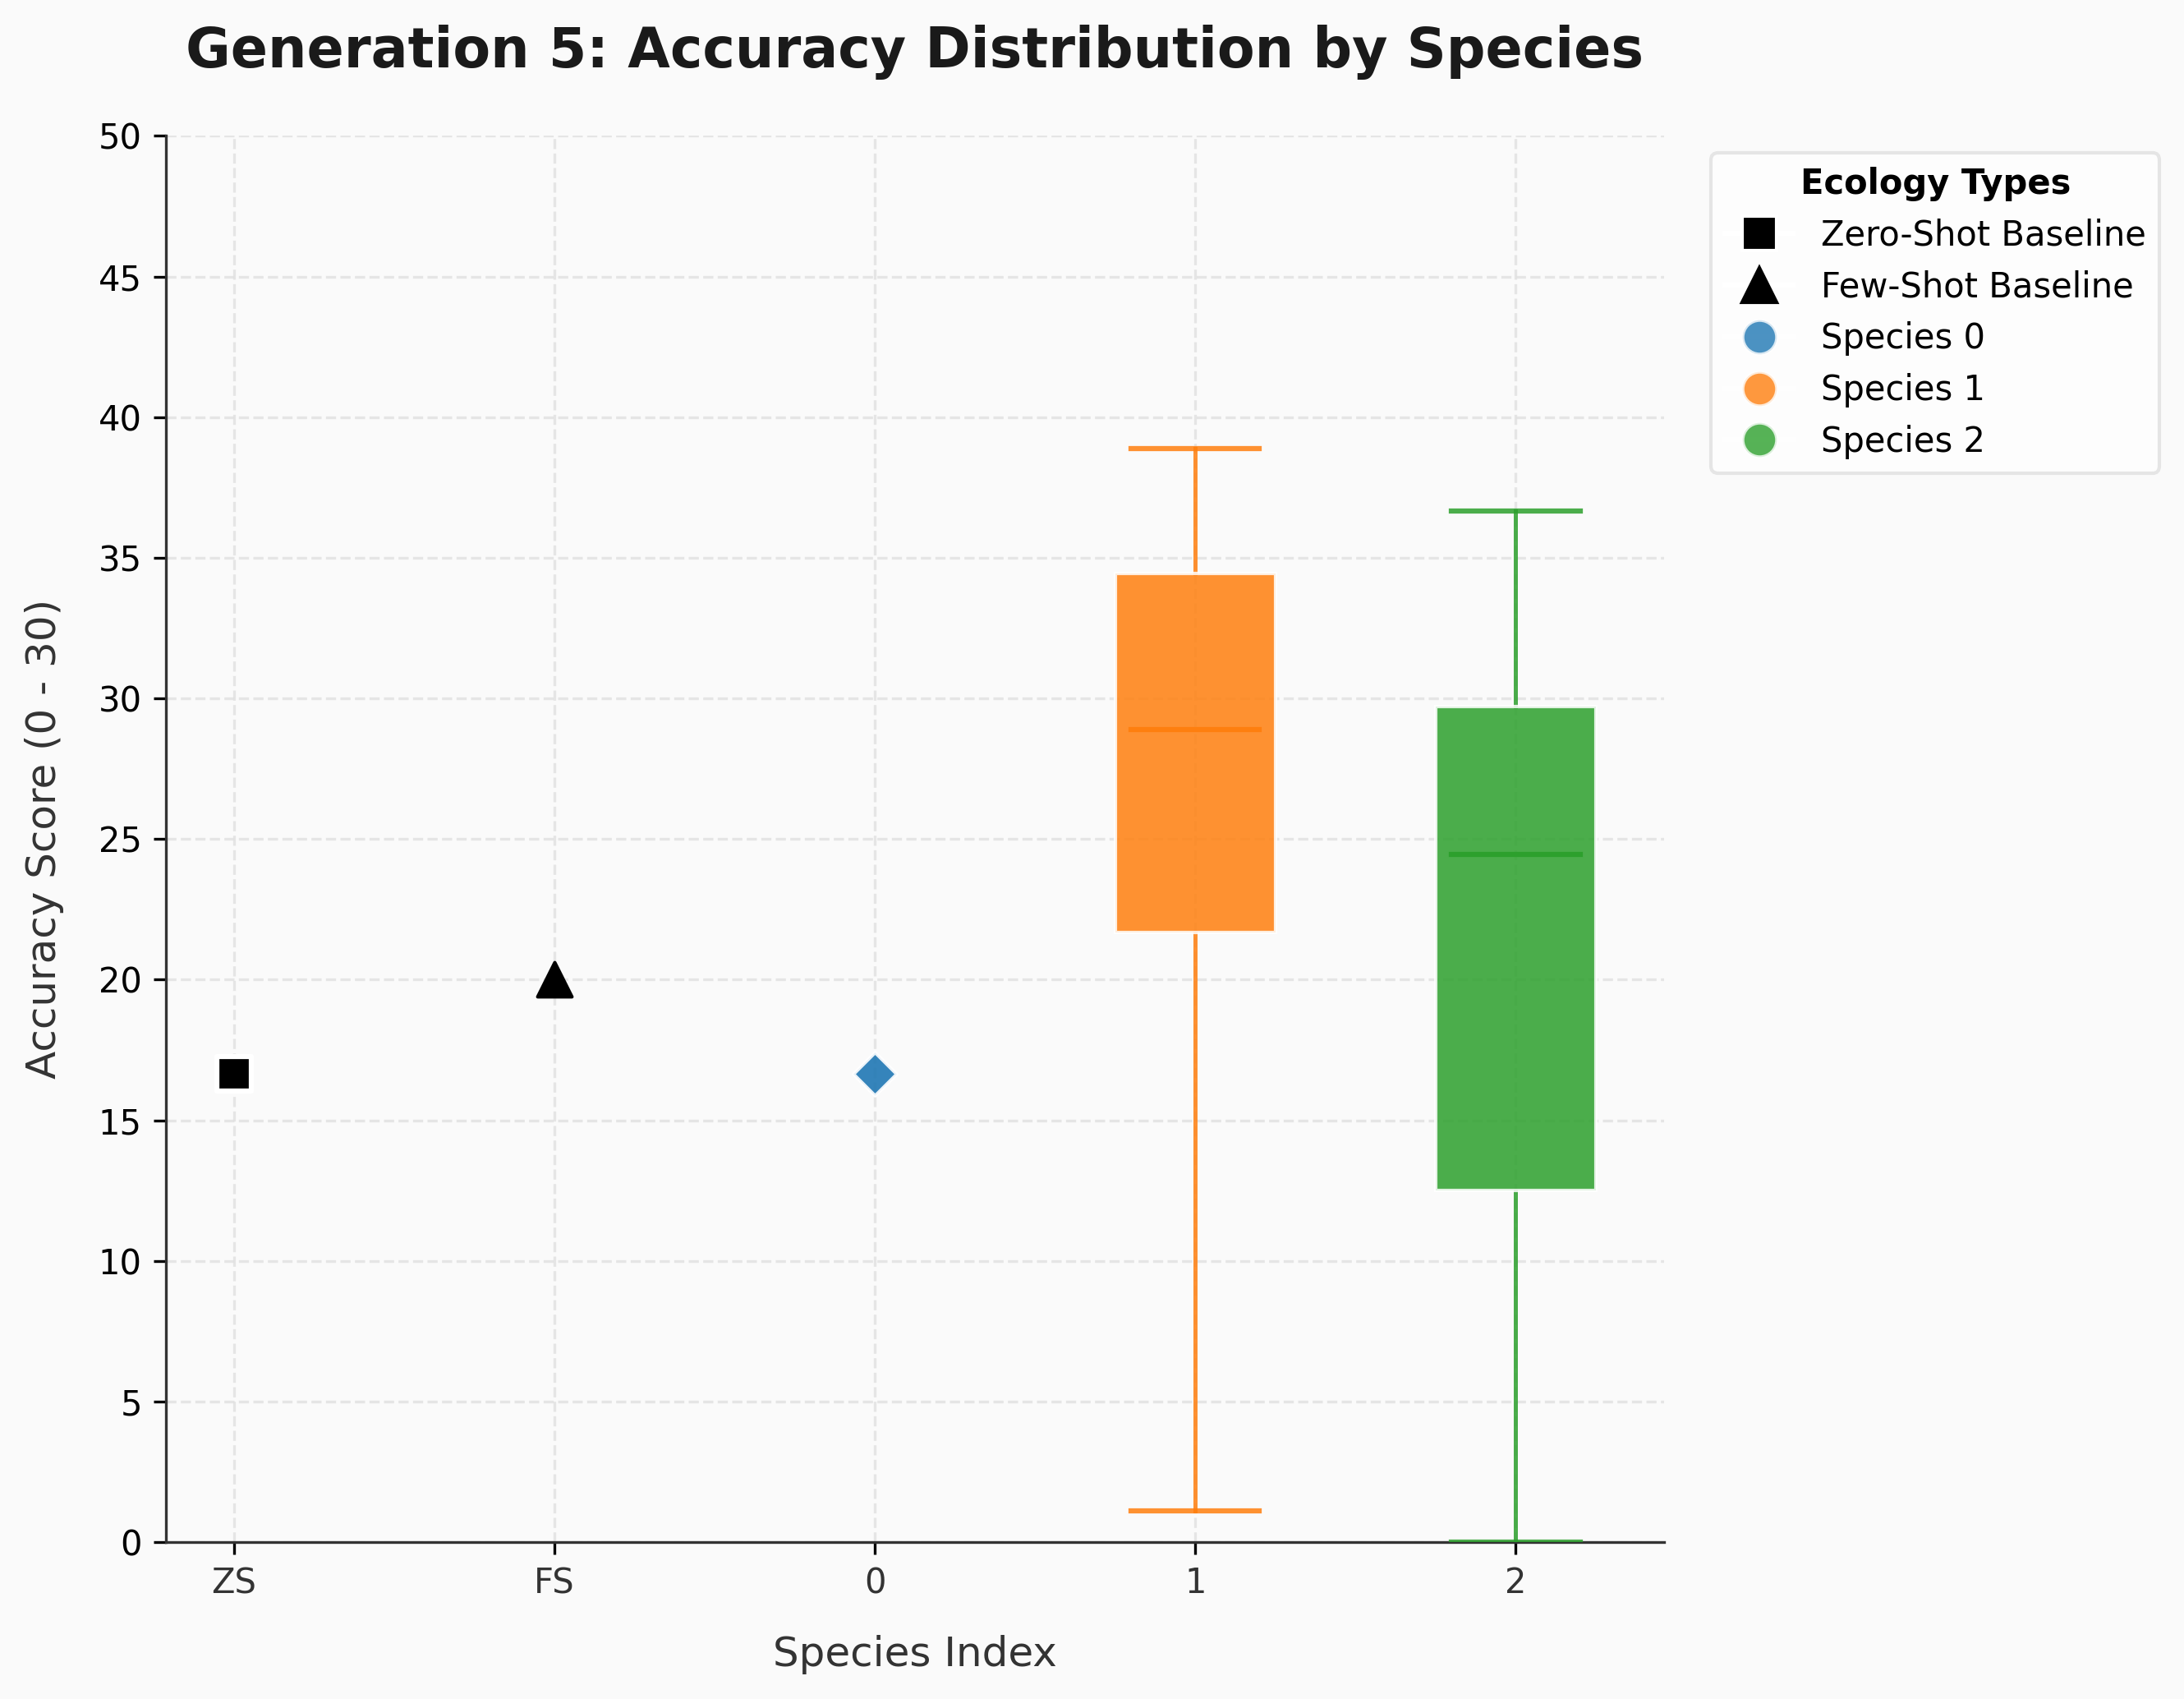 Generation 5: Accuracy Distribution by Species
Accuracy Score (0 - 30)
50
45
40
35
30
25
20
15
10
5
0
ZS
FS
0
1
2
Species Index
Ecology Types
Zero-Shot Baseline
Few-Shot Baseline
Species 0
Species 1
Species 2